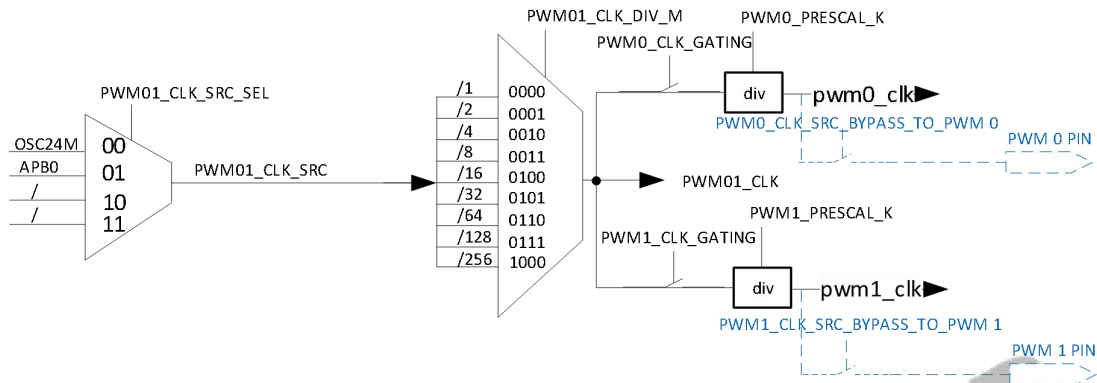 PWM01_CLK_SRC_SEL
OSC24M
00
APB0
01
/
10
/
11
PWM01_CLK_SRC
PWM01_CLK_DIV_M
/1
0000
/2
0001
/4
0010
/8
0011
/16
0100
/32
0101
/64
0110
/128
0111
/256
1000
PWM01_CLK
PWM0_PRESCAL_K
PWM0_CLK_GATING
div
pwm0_clk
PWM0_CLK_SRC_BYPASS_TO_PWM 0
PWM 0 PIN
PWM1_PRESCAL_K
PWM1_CLK_GATING
div
pwm1_clk
PWM1_CLK_SRC_BYPASS_TO_PWM 1
PWM 1 PIN